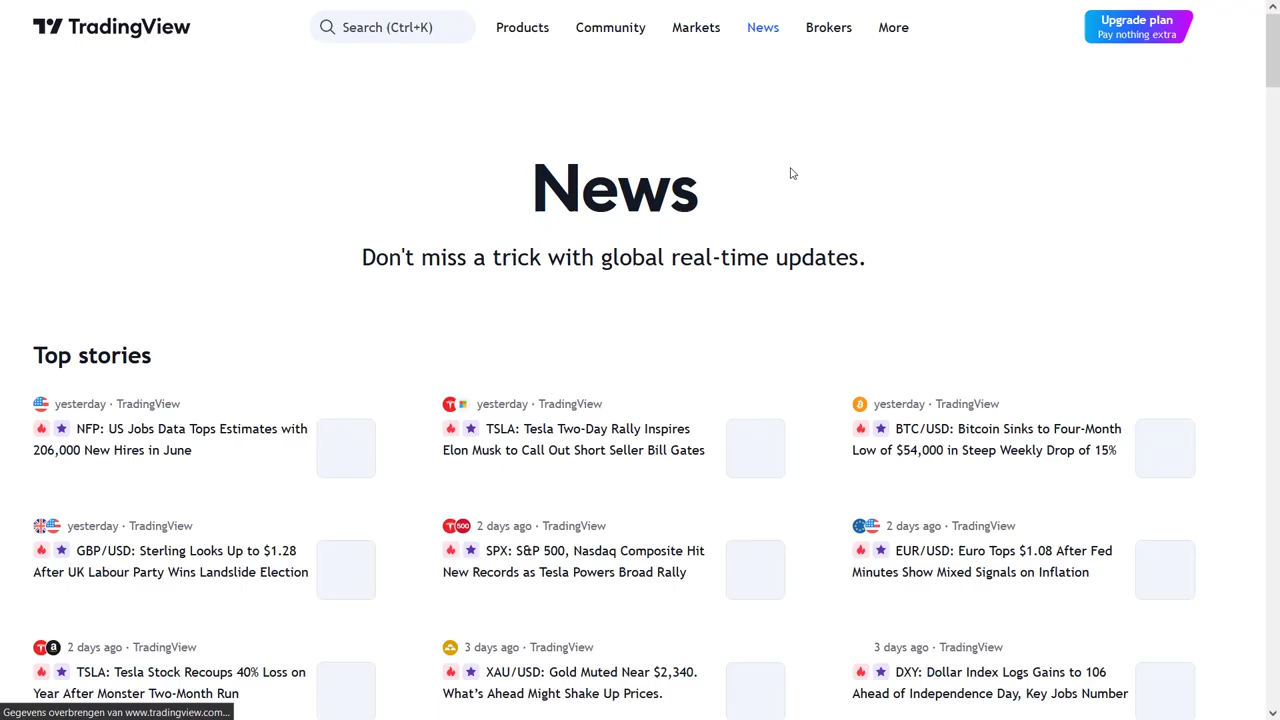 TradingView
Search (Ctrl+K)
Products
Community
Markets
News
Brokers
More
Upgrade plan
Pay nothing extra
News
Don't miss a trick with global real-time updates.
Top stories
yesterday · TradingView
NFP: US Jobs Data Tops Estimates with
206,000 New Hires in June
yesterday · TradingView
TSLA: Tesla Two-Day Rally Inspires
Elon Musk to Call Out Short Seller Bill Gates
yesterday · TradingView
BTC/USD: Bitcoin Sinks to Four-Month
Low of $54,000 in Steep Weekly Drop of 15%
yesterday · TradingView
GBP/USD: Sterling Looks Up to $1.28
After UK Labour Party Wins Landslide Election
500
2 days ago · TradingView
SPX: S&P 500, Nasdaq Composite Hit
New Records as Tesla Powers Broad Rally
2 days ago · TradingView
EUR/USD: Euro Tops $1.08 After Fed
Minutes Show Mixed Signals on Inflation
2 days ago · TradingView
TSLA: Tesla Stock Recoups 40% Loss on
Year After Monster Two-Month Run
3 days ago · TradingView
XAU/USD: Gold Muted Near $2,340.
What's Ahead Might Shake Up Prices.
3 days ago · TradingView
DXY: Dollar Index Logs Gains to 106
Ahead of Independence Day, Key Jobs Number
Gegevens overbrengen van www.tradingview.com...